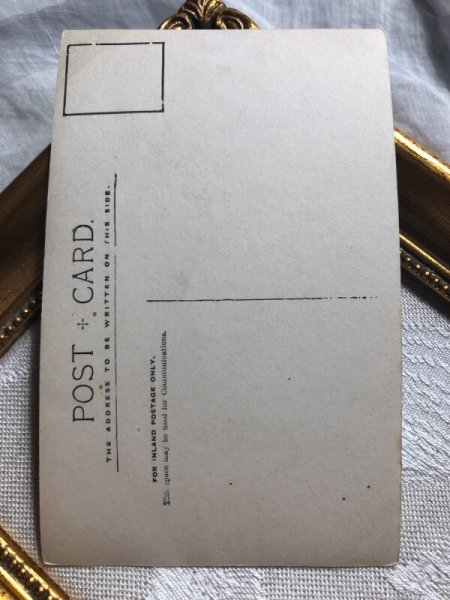 POST ✢ CARD.
THE ADDRESS TO BE WRITTEN ON THIS SIDE.
FOR INLAND POSTAGE ONLY,
This space may be used for Communications.